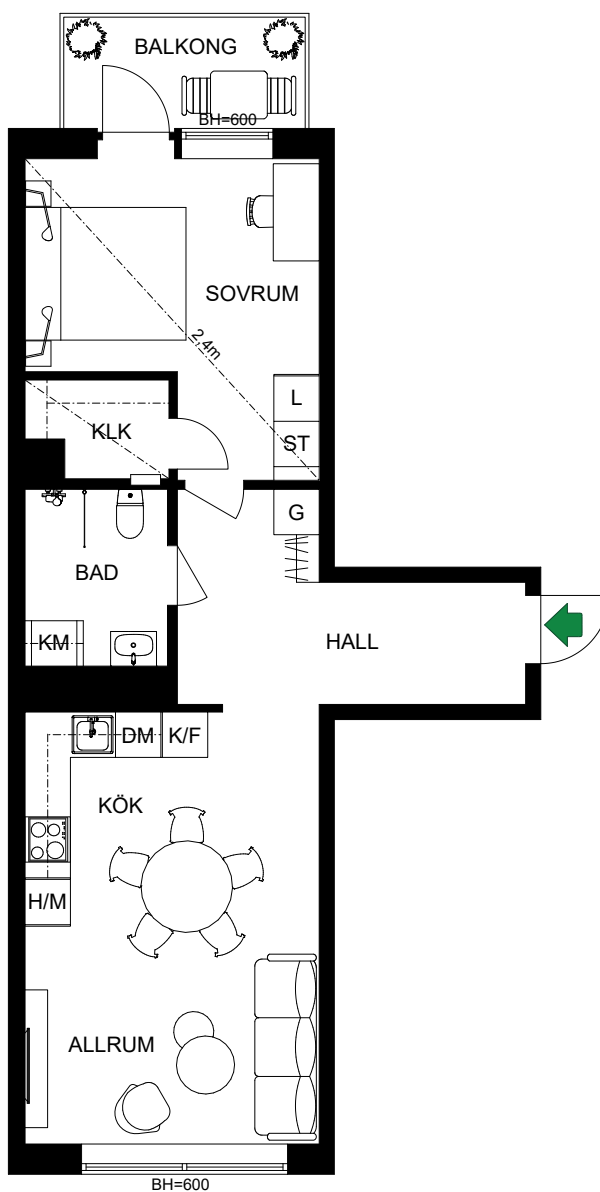 BALKONG
BH=600
SOVRUM
2,4m
L
KLK
ST
G
BAD
KM
HALL
DM
K/F
KÖK
H/M
ALLRUM
BH=600